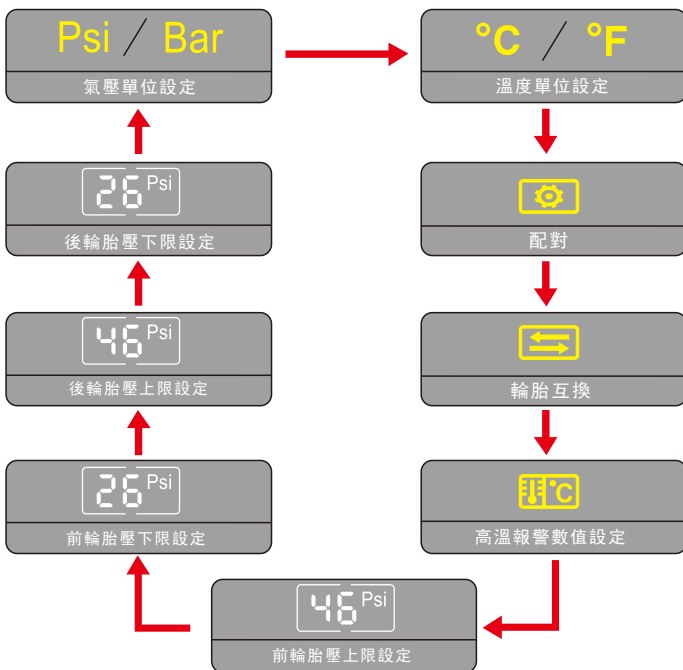 Psi / Bar
氣壓單位設定
°C / °F
溫度單位設定
26 Psi
後輪胎壓下限設定
配對
46 Psi
後輪胎壓上限設定
輪胎互換
26 Psi
前輪胎壓下限設定
°C
高溫報警數值設定
46 Psi
前輪胎壓上限設定